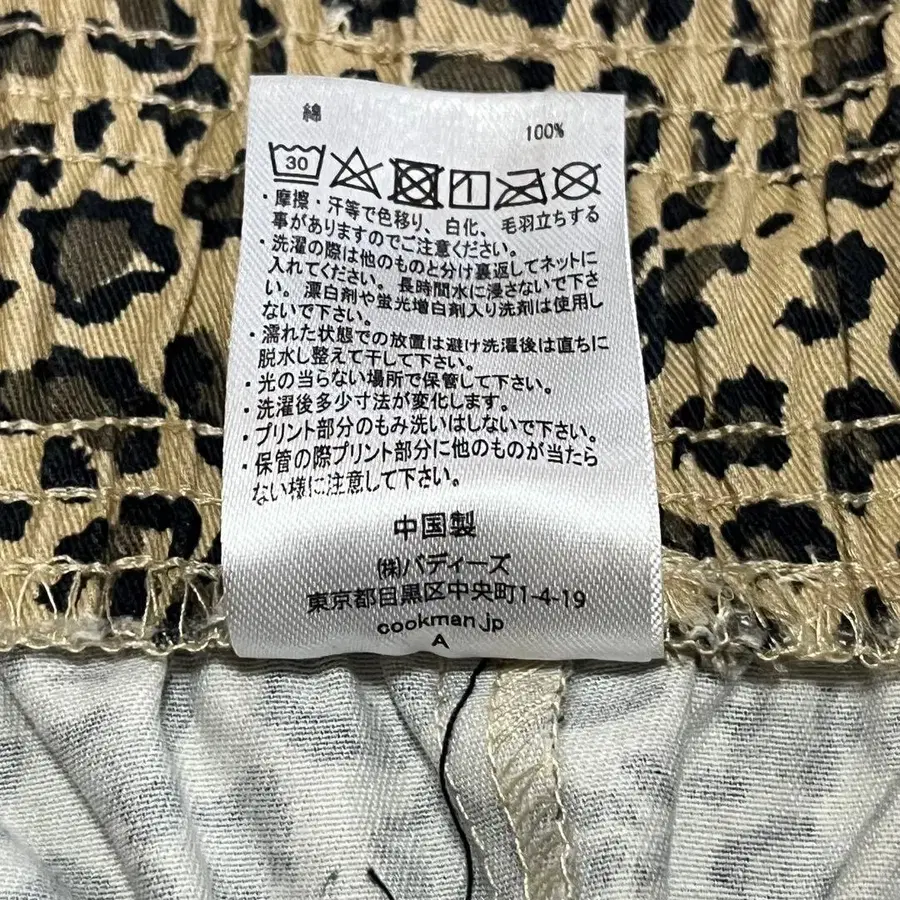 綿 100%
30
・摩擦・汗等で色移り、白化、毛羽立ちする
事がありますのでご注意ください。
・洗濯の際は他のものと分け裏返してネットに
入れてください。長時間水に浸さないで下さ
い。漂白剤や蛍光増白剤入り洗剤は使用し
ないで下さい。
・濡れた状態での放置は避け洗濯後は直ちに
脱水し整えて干して下さい。
・光の当らない場所で保管して下さい。
・洗濯後多少寸法が変化します。
・プリント部分のもみ洗いはしないで下さい。
・保管の際プリント部分に他のものが当たら
ない様に注意して下さい。
中国製
㈱バディーズ
東京都目黒区中央町1-4-19
cookman.jp
A